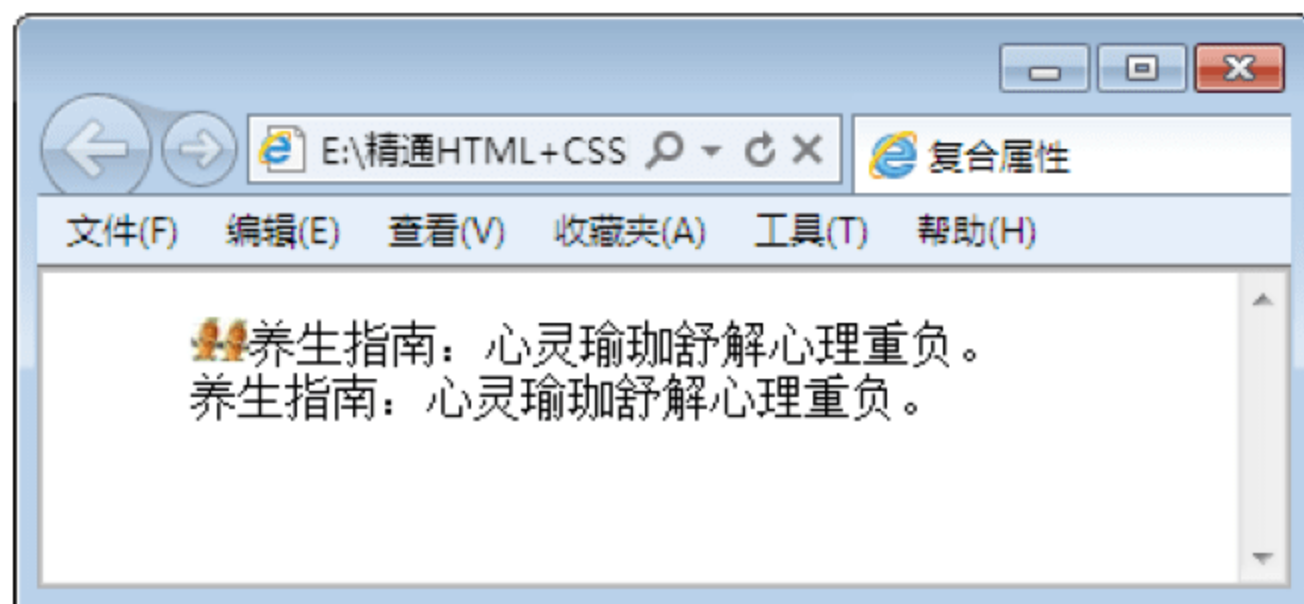 E:\精通HTML+CSS
复合属性
文件(F) 编辑(E) 查看(V) 收藏夹(A) 工具(T) 帮助(H)
养生指南：心灵瑜珈舒解心理重负。
养生指南：心灵瑜珈舒解心理重负。